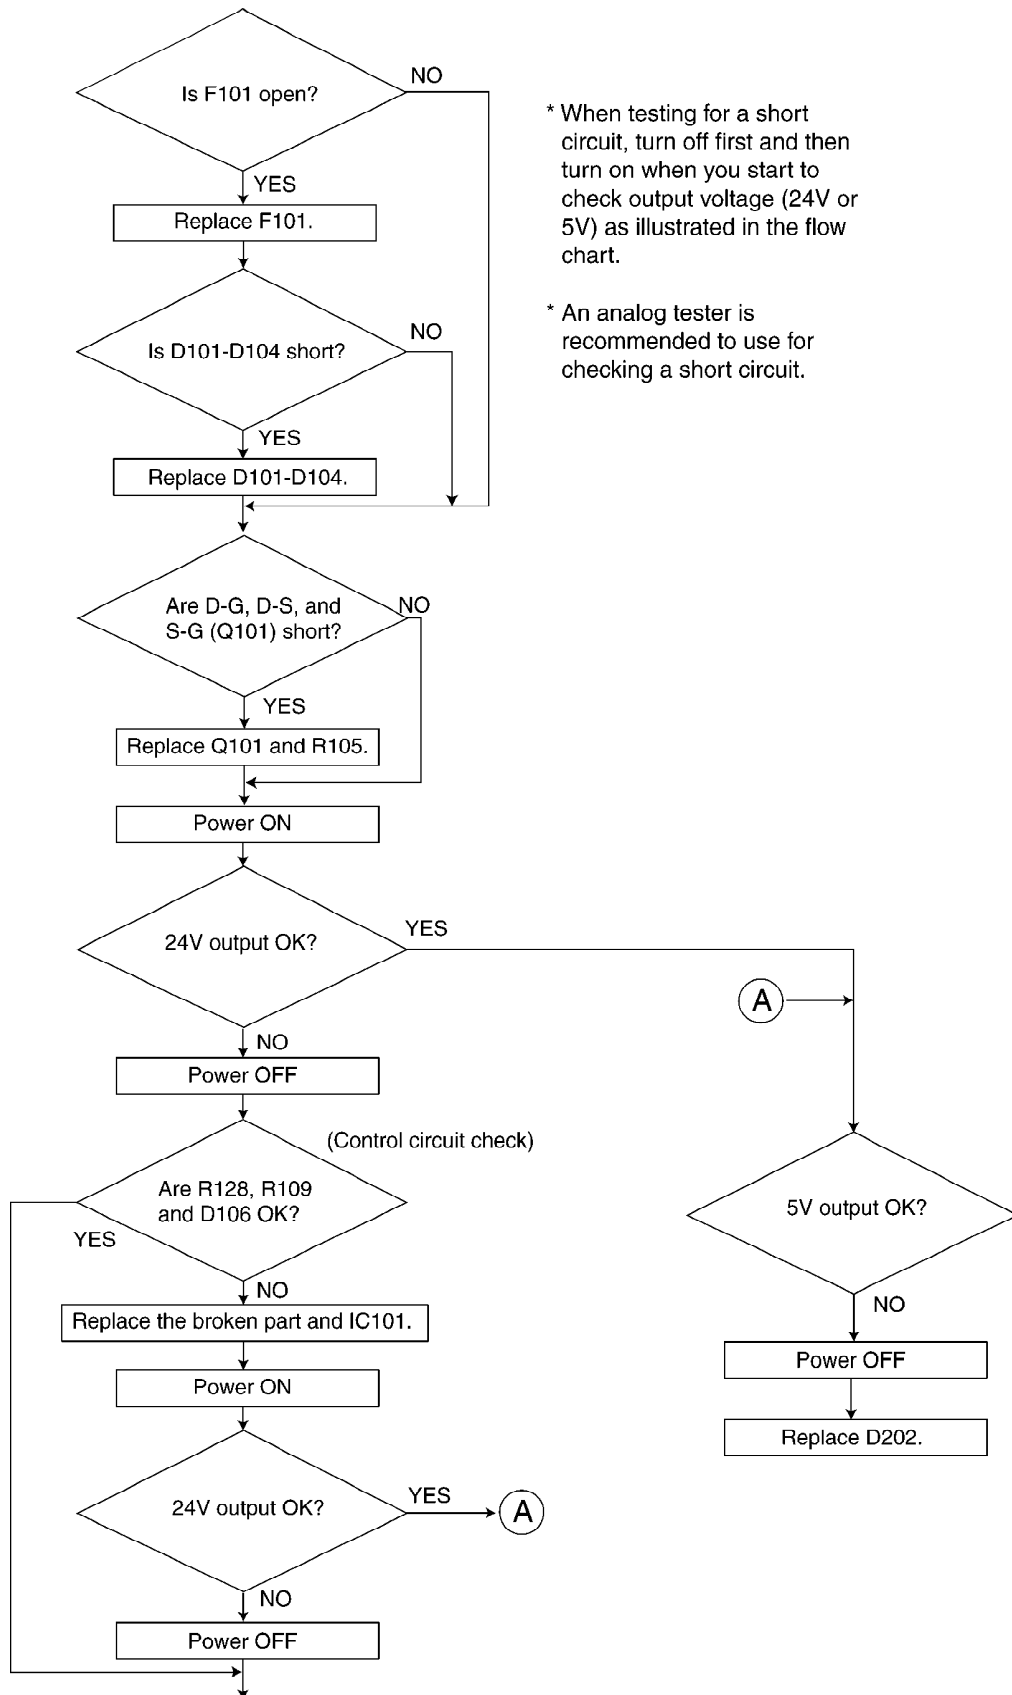 Is F101 open?
NO
YES
Replace F101.
Is D101-D104 short?
NO
YES
Replace D101-D104.
Are D-G, D-S, and
S-G (Q101) short?
NO
YES
Replace Q101 and R105.
Power ON
24V output OK?
YES
NO
Power OFF
(Control circuit check)
Are R128, R109
and D106 OK?
YES
NO
Replace the broken part and IC101.
Power ON
24V output OK?
YES
A
NO
Power OFF
* When testing for a short
circuit, turn off first and then
turn on when you start to
check output voltage (24V or
5V) as illustrated in the flow
chart.
* An analog tester is
recommended to use for
checking a short circuit.
A
5V output OK?
NO
Power OFF
Replace D202.